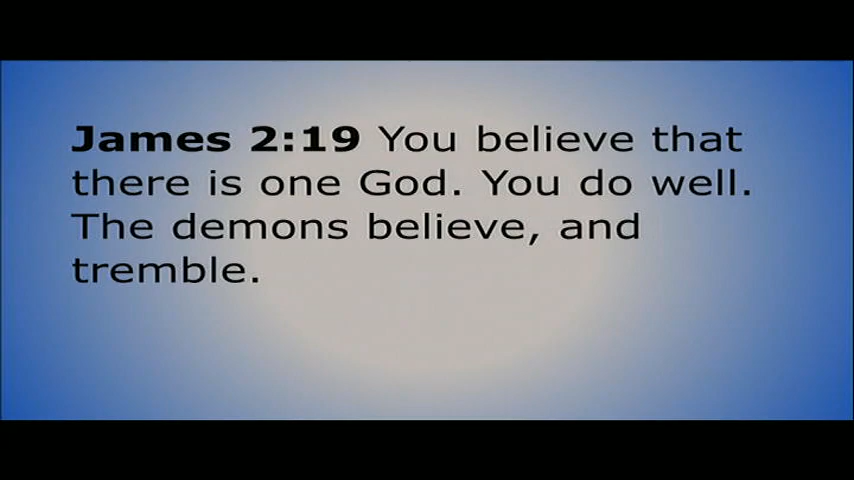 James 2:19 You believe that
there is one God. You do well.
The demons believe, and
tremble.